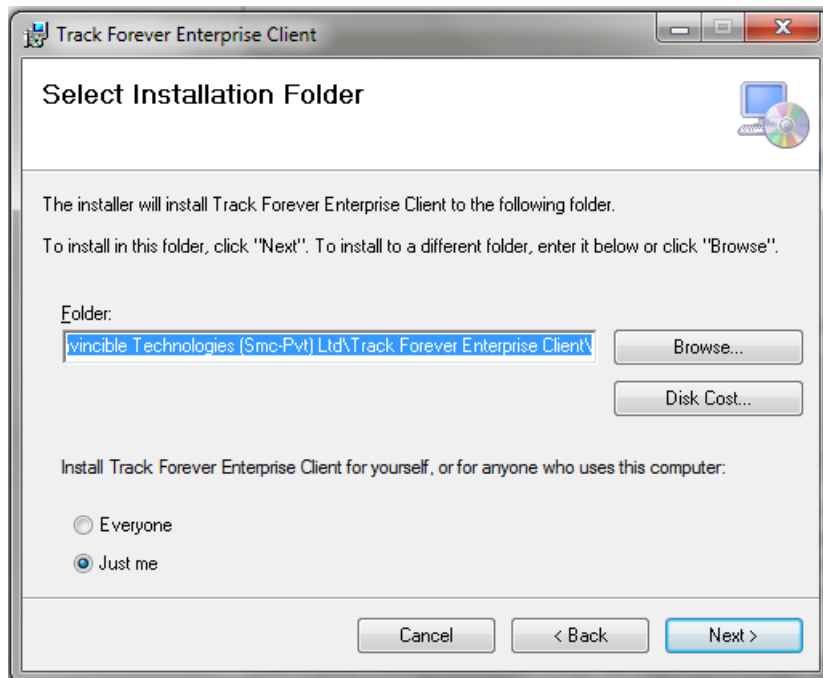 Track Forever Enterprise Client
Select Installation Folder
The installer will install Track Forever Enterprise Client to the following folder.
To install in this folder, click "Next". To install to a different folder, enter it below or click "Browse".
Folder:
vincible Technologies (Smc-Pvt) Ltd\Track Forever Enterprise Client\
Browse...
Disk Cost...
Install Track Forever Enterprise Client for yourself, or for anyone who uses this computer:
Everyone
Just me
Cancel
< Back
Next >